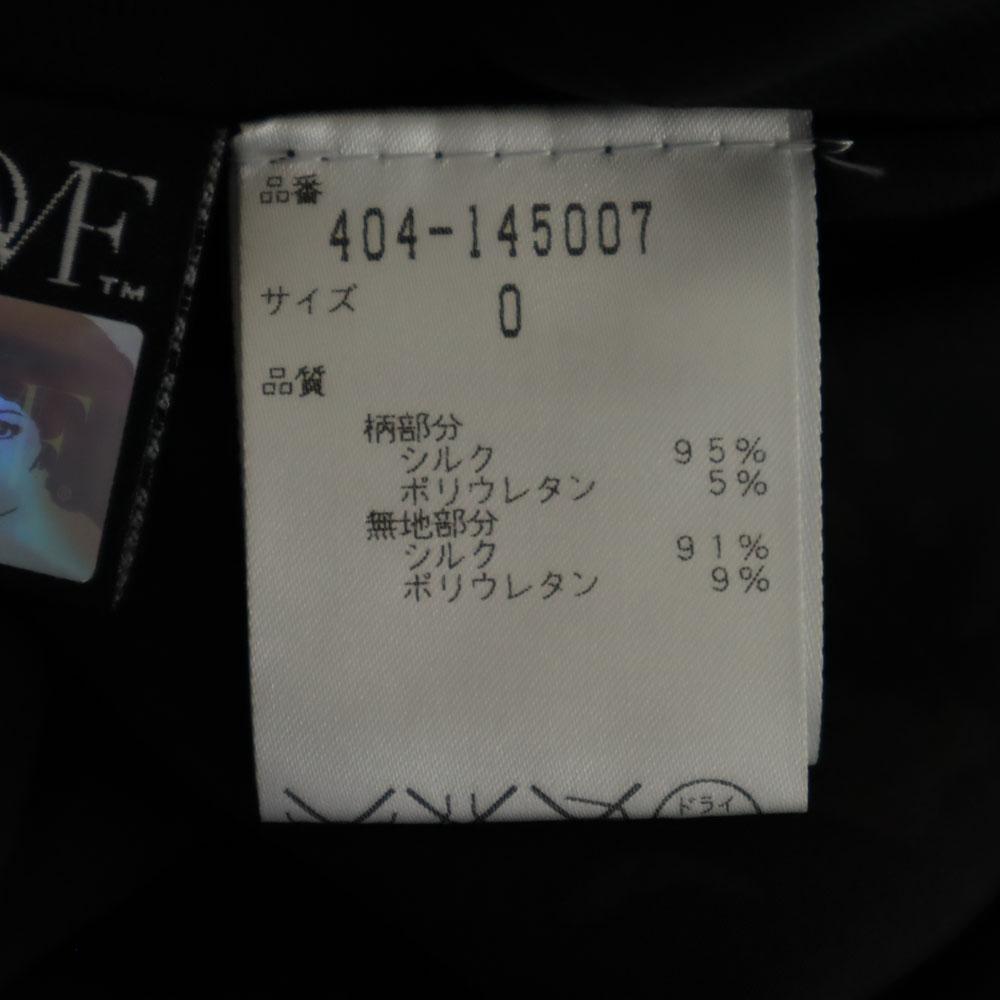 VF™
品番
404-145007
サイズ 0
品質
柄部分
シルク 95%
ポリウレタン 5%
無地部分
シルク 91%
ポリウレタン 9%
ドライ